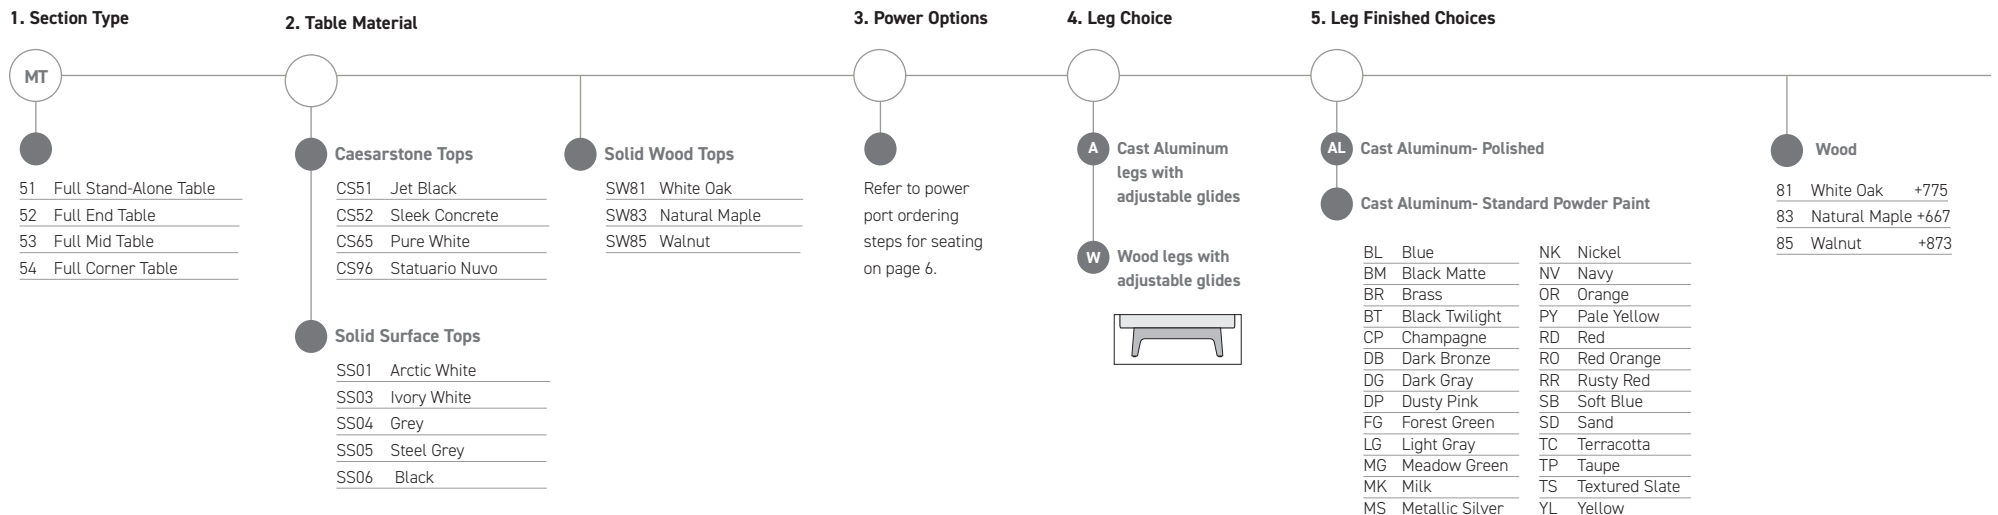 1. Section Type
MT
51 Full Stand-Alone Table
52 Full End Table
53 Full Mid Table
54 Full Corner Table
2. Table Material
Caesarstone Tops
CS51 Jet Black
CS52 Sleek Concrete
CS65 Pure White
CS96 Statuario Nuvo
Solid Surface Tops
SS01 Arctic White
SS03 Ivory White
SS04 Grey
SS05 Steel Grey
SS06 Black
Solid Wood Tops
SW81 White Oak
SW83 Natural Maple
SW85 Walnut
3. Power Options
Refer to power
port ordering
steps for seating
on page 6.
4. Leg Choice
A Cast Aluminum
legs with
adjustable glides
W Wood legs with
adjustable glides
5. Leg Finished Choices
AL Cast Aluminum- Polished
Cast Aluminum- Standard Powder Paint
BL Blue
BM Black Matte
BR Brass
BT Black Twilight
CP Champagne
DB Dark Bronze
DG Dark Gray
DP Dusty Pink
FG Forest Green
LG Light Gray
MG Meadow Green
MK Milk
MS Metallic Silver
NK Nickel
NV Navy
OR Orange
PY Pale Yellow
RD Red
RO Red Orange
RR Rusty Red
SB Soft Blue
SD Sand
TC Terracotta
TP Taupe
TS Textured Slate
YL Yellow
Wood
81 White Oak +775
83 Natural Maple +667
85 Walnut +873